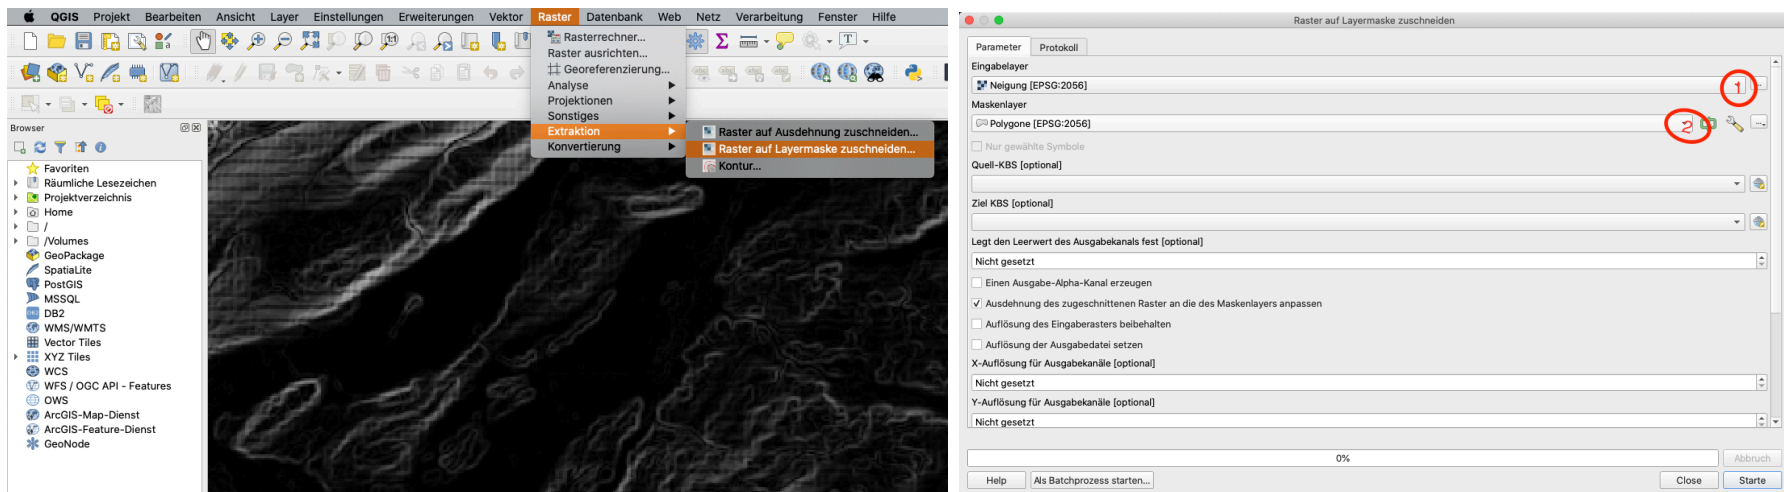 QGIS Projekt Bearbeiten Ansicht Layer Einstellungen Erweiterungen Vektor Raster Datenbank Web Netz Verarbeitung Fenster Hilfe
Rasterrechner...
Raster ausrichten...
Georeferenzierung...
Analyse
Projektionen
Sonstiges
Extraktion
Konvertierung
Raster auf Ausdehnung zuschneiden...
Raster auf Layermaske zuschneiden...
Kontur...
Browser
Favoriten
Räumliche Lesezeichen
Projektverzeichnis
Home
/
/Volumes
GeoPackage
SpatiaLite
PostGIS
MSSQL
DB2
WMS/WMTS
Vector Tiles
XYZ Tiles
WCS
WFS / OGC API - Features
OWS
ArcGIS-Map-Dienst
ArcGIS-Feature-Dienst
GeoNode
Raster auf Layermaske zuschneiden
Parameter Protokoll
Eingabelayer
Neigung [EPSG:2056]
1
Maskenlayer
Polygone [EPSG:2056]
2
Nur gewählte Symbole
Quell-KBS [optional]
Ziel KBS [optional]
Legt den Leerwert des Ausgabekanals fest [optional]
Nicht gesetzt
Einen Ausgabe-Alpha-Kanal erzeugen
Ausdehnung des zugeschnittenen Raster an die des Maskenlayers anpassen
Auflösung des Eingaberasters beibehalten
Auflösung der Ausgabedatei setzen
X-Auflösung für Ausgabekanäle [optional]
Nicht gesetzt
Y-Auflösung für Ausgabekanäle [optional]
Nicht gesetzt
0%
Abbruch
Help Als Batchprozess starten... Close Starte